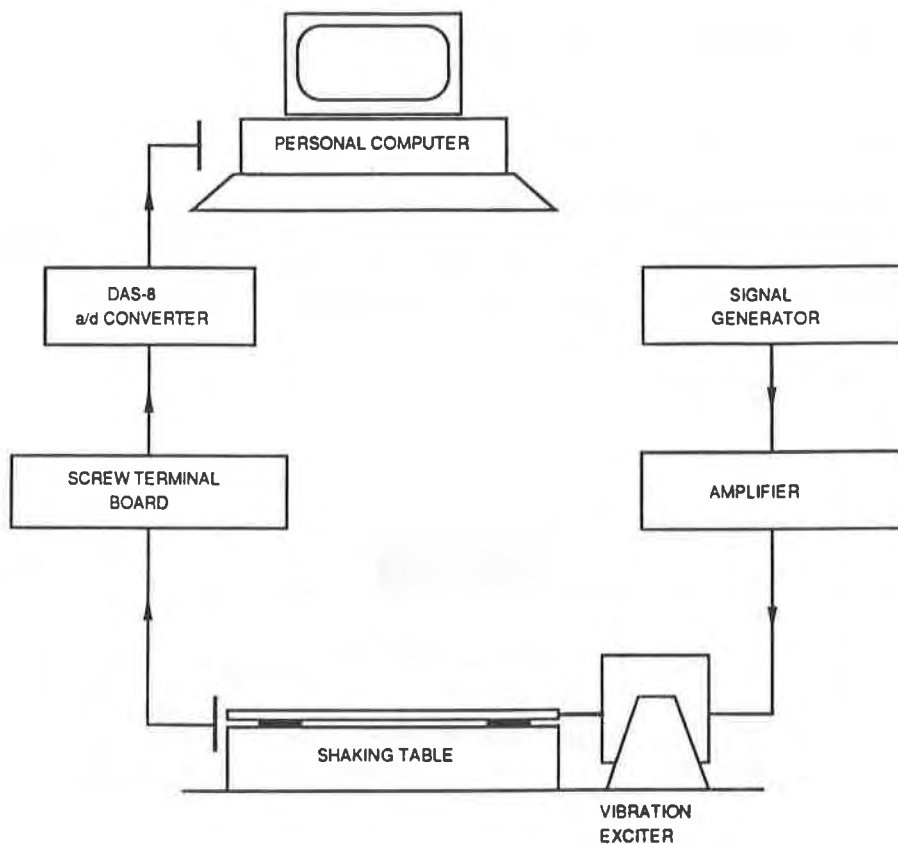 PERSONAL COMPUTER
DAS-8
a/d CONVERTER
SIGNAL
GENERATOR
SCREW TERMINAL
BOARD
AMPLIFIER
SHAKING TABLE
VIBRATION
EXCITER